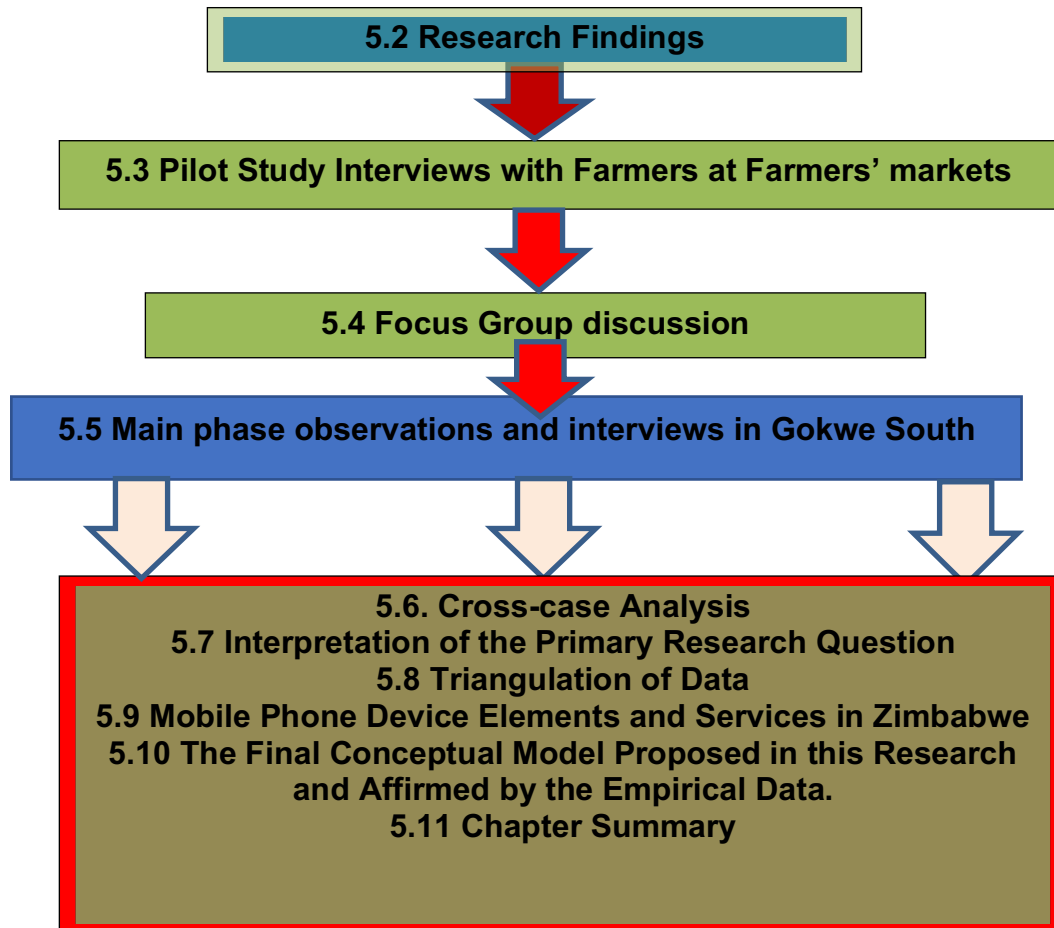 5.2 Research Findings
5.3 Pilot Study Interviews with Farmers at Farmers’ markets
5.4 Focus Group discussion
5.5 Main phase observations and interviews in Gokwe South
5.6. Cross-case Analysis
5.7 Interpretation of the Primary Research Question
5.8 Triangulation of Data
5.9 Mobile Phone Device Elements and Services in Zimbabwe
5.10 The Final Conceptual Model Proposed in this Research
and Affirmed by the Empirical Data.
5.11 Chapter Summary